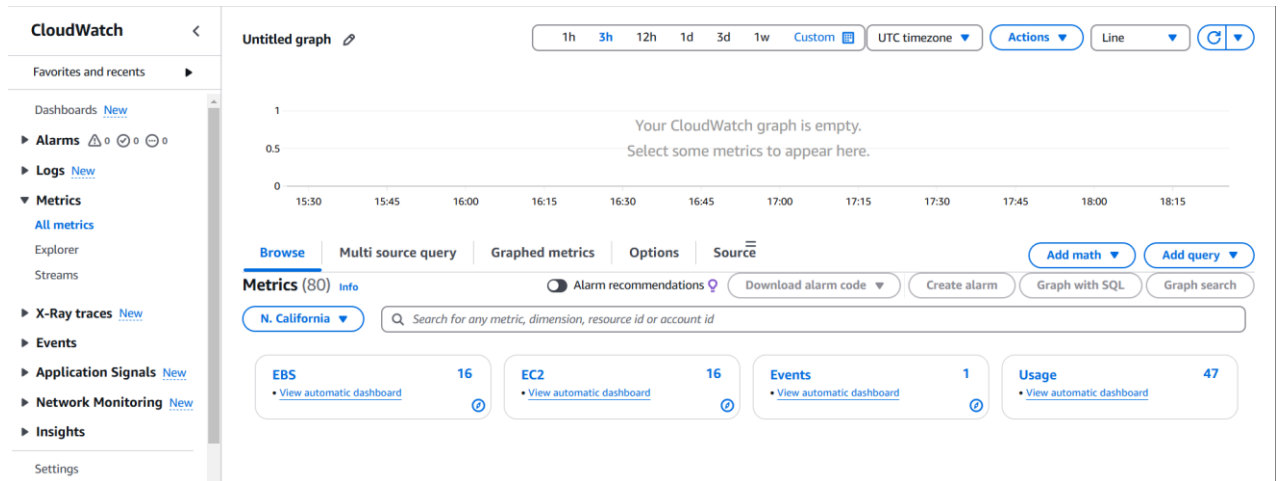 CloudWatch
Favorites and recents
Dashboards New
Alarms 0 0 0
Logs New
Metrics
All metrics
Explorer
Streams
X-Ray traces New
Events
Application Signals New
Network Monitoring New
Insights
Settings
Untitled graph
1h 3h 12h 1d 3d 1w Custom UTC timezone Actions Line
1
0.5
0
Your CloudWatch graph is empty.
Select some metrics to appear here.
15:30 15:45 16:00 16:15 16:30 16:45 17:00 17:15 17:30 17:45 18:00 18:15
Browse Multi source query Graphed metrics Options Source Add math Add query
Metrics (80) Info Alarm recommendations Download alarm code Create alarm Graph with SQL Graph search
N. California Search for any metric, dimension, resource id or account id
EBS 16
• View automatic dashboard
EC2 16
• View automatic dashboard
Events 1
• View automatic dashboard
Usage 47
• View automatic dashboard